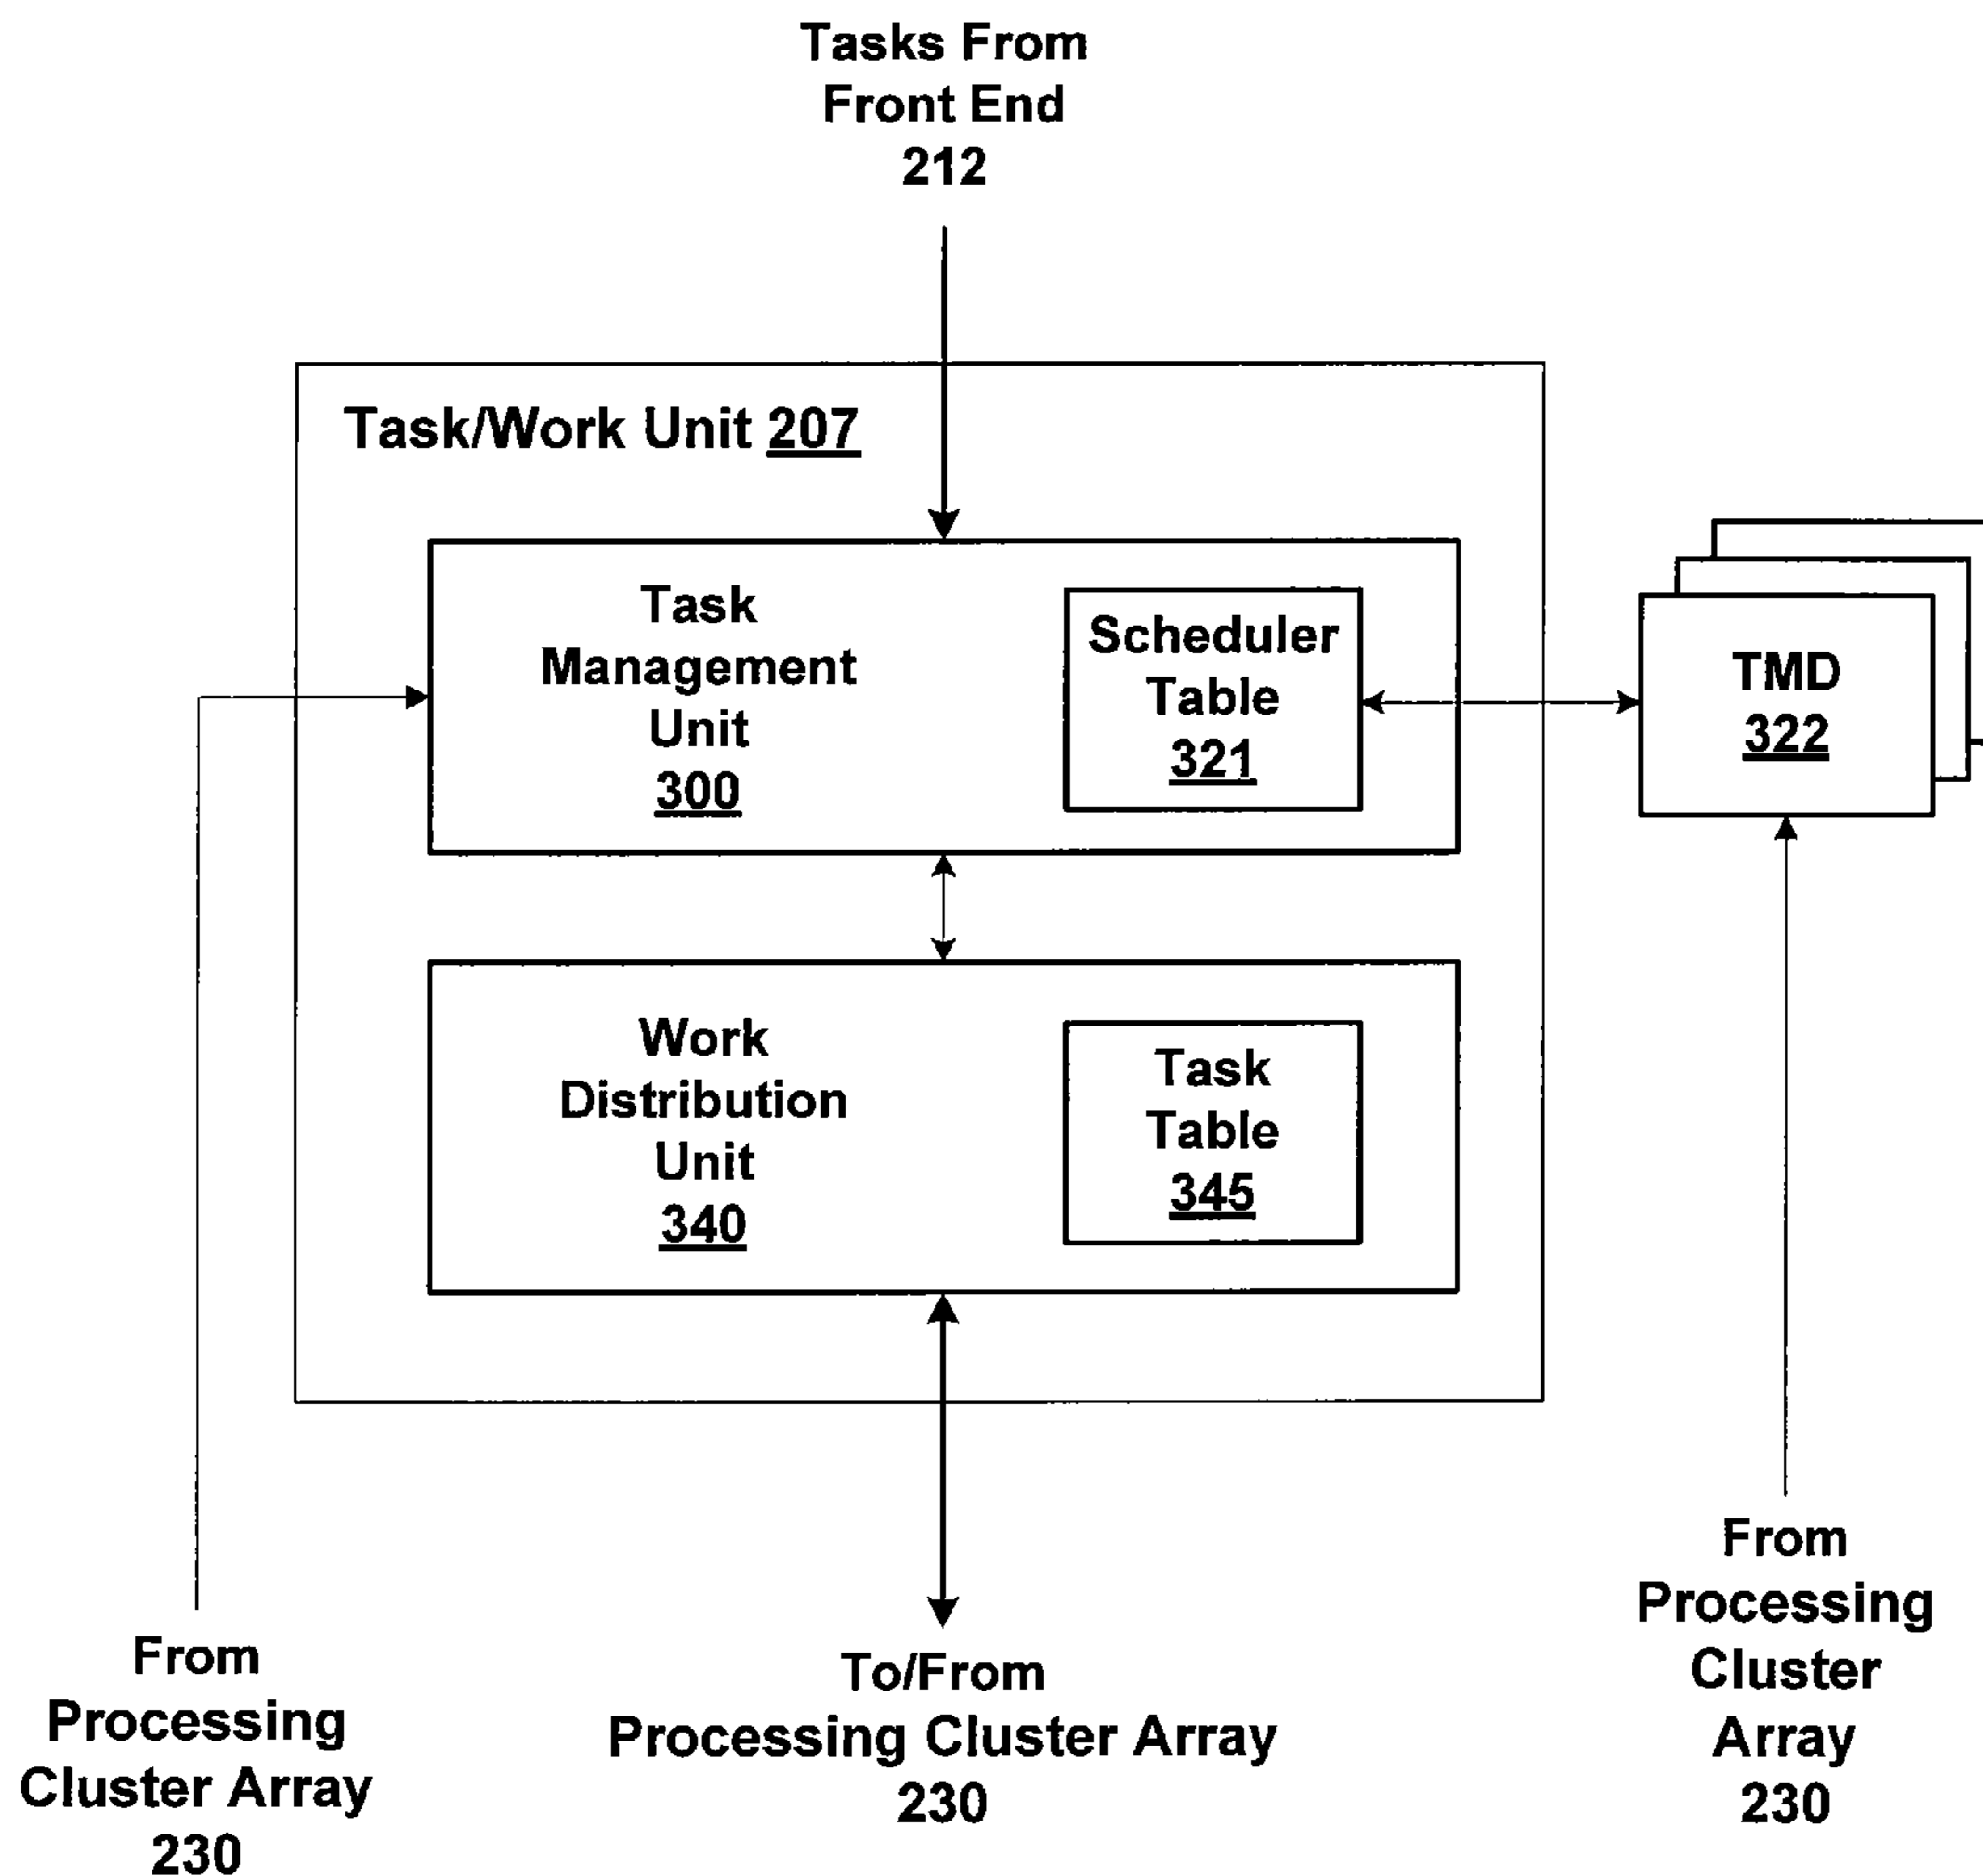 Tasks From
Front End
212
Task/Work Unit 207
Task
Management
Unit
300
Scheduler
Table
321
TMD
322
Work
Distribution
Unit
340
Task
Table
345
From
Processing
Cluster Array
230
To/From
Processing Cluster Array
230
From
Processing
Cluster
Array
230